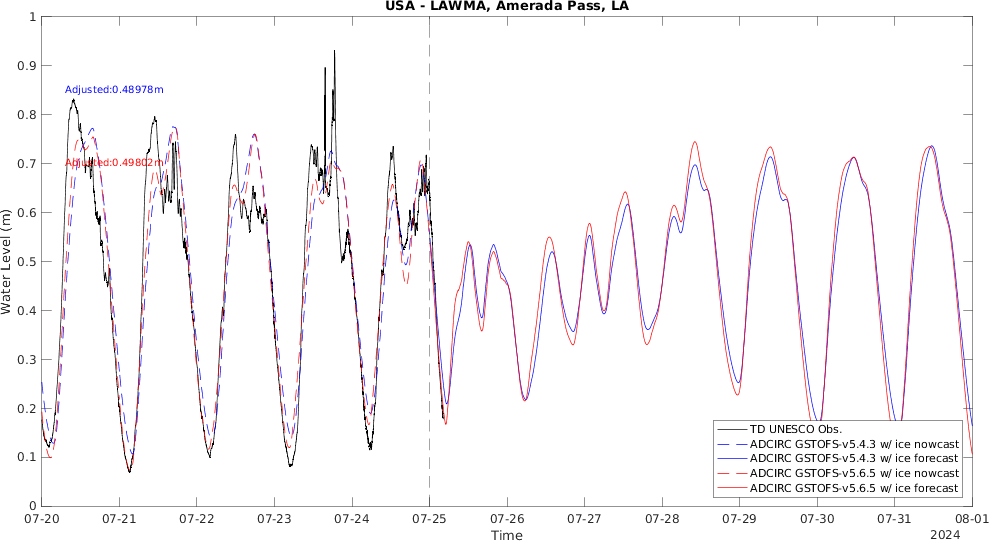 USA - LAWMA, Amerada Pass, LA
Water Level (m)
1
0.9
0.8
0.7
0.6
0.5
0.4
0.3
0.2
0.1
0
Adjusted:0.48978m
Adjusted:0.49802m
TD UNESCO Obs.
ADCIRC GSTOFS-v5.4.3 w/ ice nowcast
ADCIRC GSTOFS-v5.4.3 w/ ice forecast
ADCIRC GSTOFS-v5.6.5 w/ ice nowcast
ADCIRC GSTOFS-v5.6.5 w/ ice forecast
07-20 07-21 07-22 07-23 07-24 07-25 07-26 07-27 07-28 07-29 07-30 07-31 08-01
Time
2024